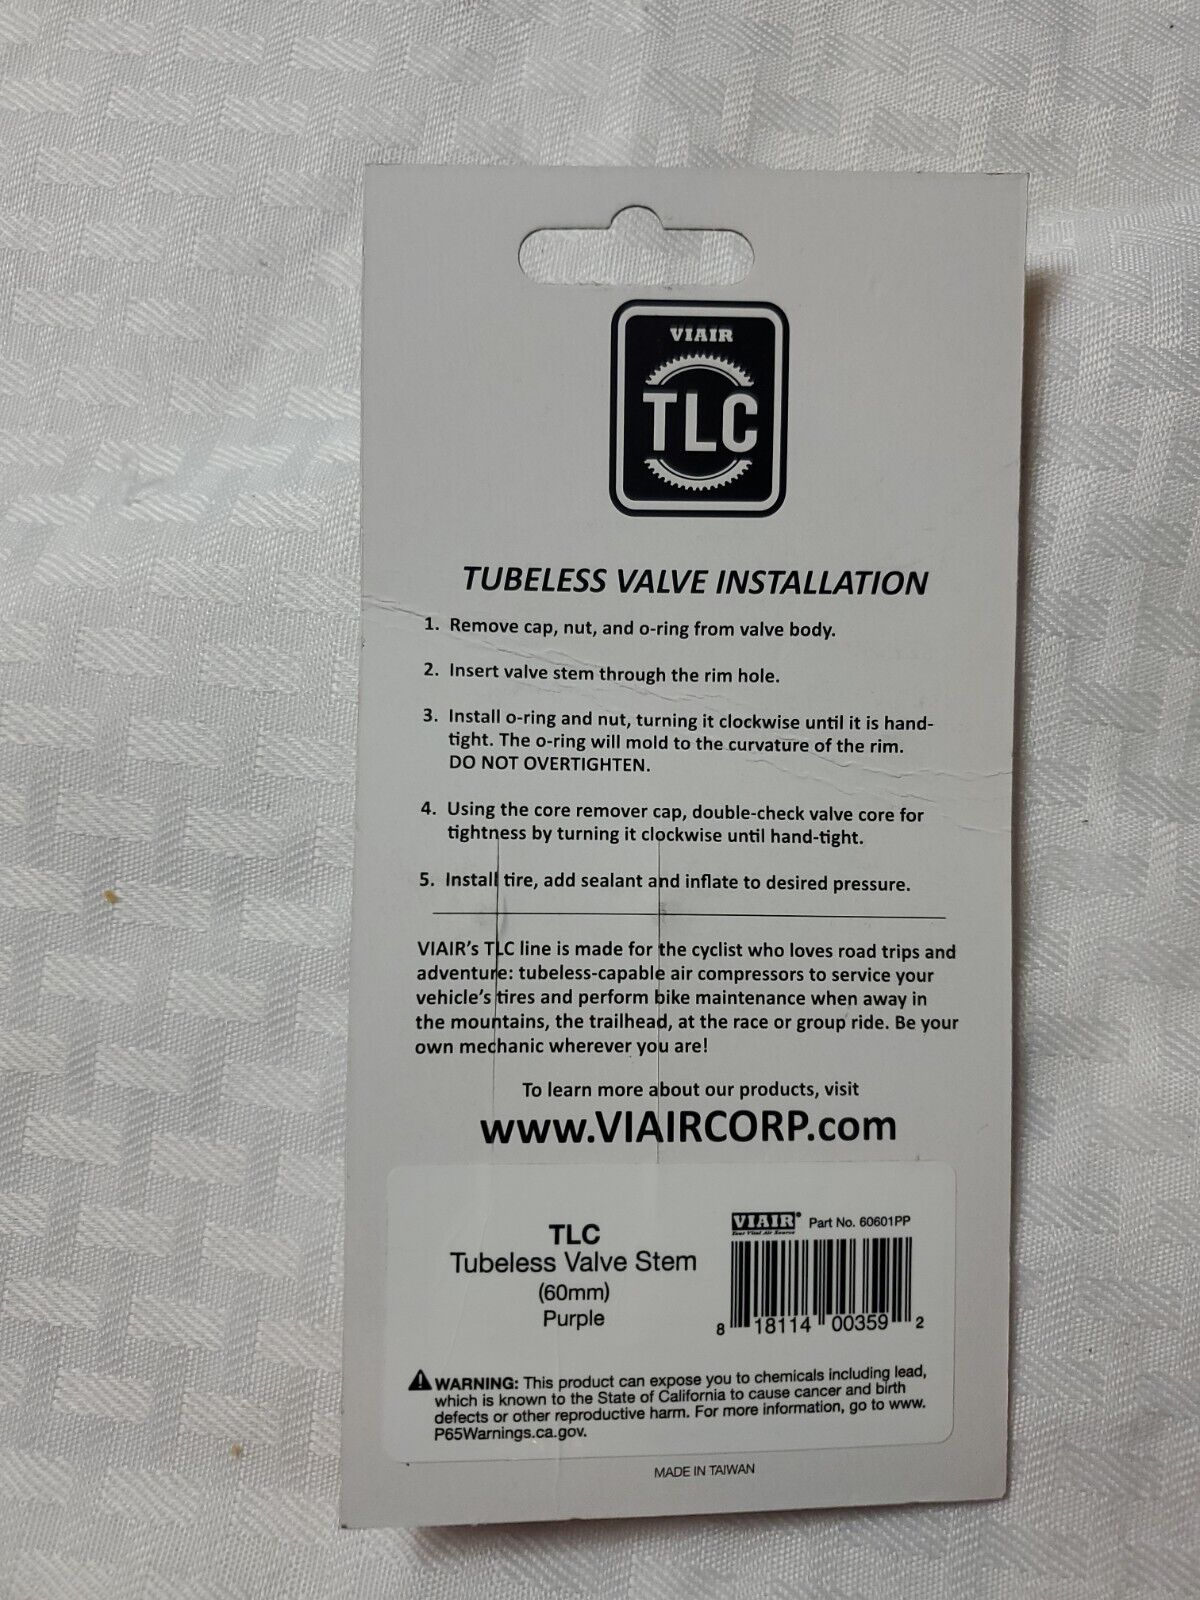 VIAIR
TLC
TUBELESS VALVE INSTALLATION
1. Remove cap, nut, and o-ring from valve body.
2. Insert valve stem through the rim hole.
3. Install o-ring and nut, turning it clockwise until it is hand-
tight. The o-ring will mold to the curvature of the rim.
DO NOT OVERTIGHTEN.
4. Using the core remover cap, double-check valve core for
tightness by turning it clockwise until hand-tight.
5. Install tire, add sealant and inflate to desired pressure.
VIAIR's TLC line is made for the cyclist who loves road trips and
adventure: tubeless-capable air compressors to service your
vehicle's tires and perform bike maintenance when away in
the mountains, the trailhead, at the race or group ride. Be your
own mechanic wherever you are!
To learn more about our products, visit
www.VIAIRCORP.com
TLC
Tubeless Valve Stem
(60mm)
Purple
VIAIR® Part No. 60601PP
Your Vital Air Source
8 18114 00359 2
WARNING: This product can expose you to chemicals including lead,
which is known to the State of California to cause cancer and birth
defects or other reproductive harm. For more information, go to www.
P65Warnings.ca.gov.
MADE IN TAIWAN